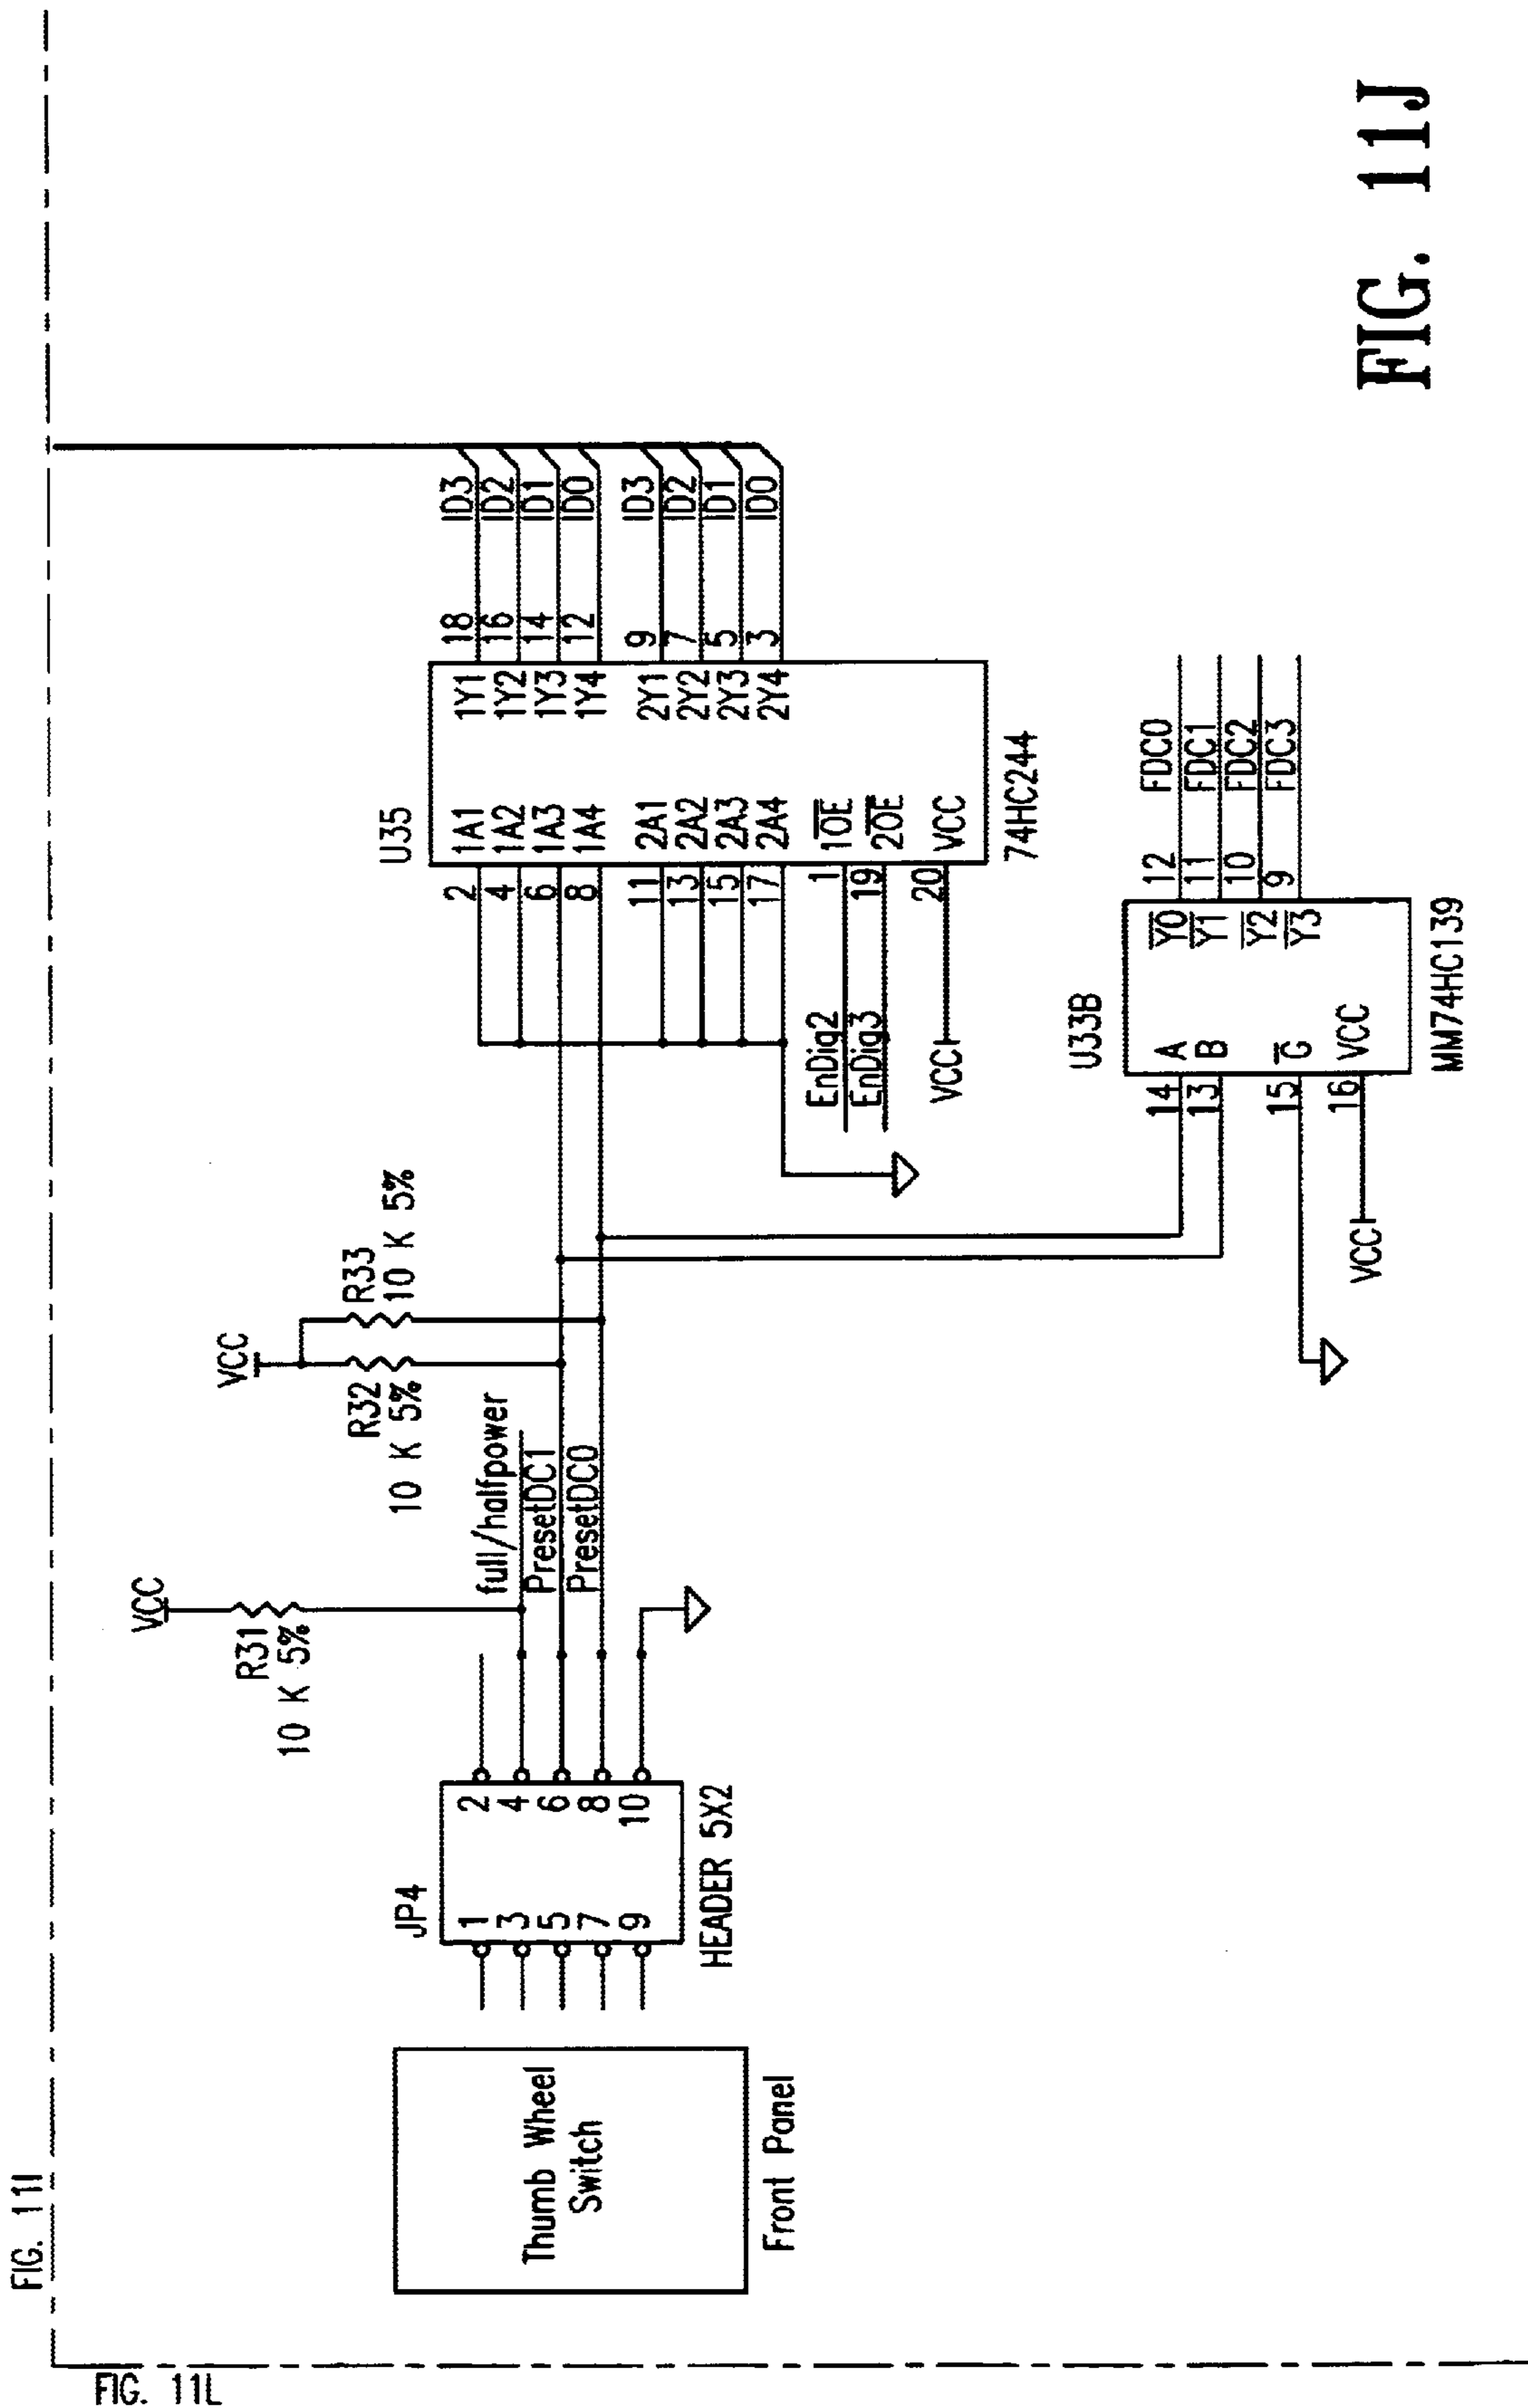 FIG. 11I
FIG. 11L
Thumb Wheel
Switch
Front Panel
JP4
1 2
3 4
5 6
7 8
9 10
HEADER 5X2
VCC
R31
10 K 5%
full/halfpower
PresetDC1
PresetDC0
VCC
R32
10 K 5%
R33
10 K 5%
U35
2 1A1 1Y1 18 ID3
4 1A2 1Y2 16 ID2
6 1A3 1Y3 14 ID1
8 1A4 1Y4 12 ID0
11 2A1 2Y1 9 ID3
13 2A2 2Y2 7 ID2
15 2A3 2Y3 5 ID1
17 2A4 2Y4 3 ID0
EnDig2 1 1OE
EnDig3 19 2OE
VCC 20 VCC
74HC244
U33B
14 A Y0 12 FDC0
13 B Y1 11 FDC1
Y2 10 FDC2
15 G Y3 9 FDC3
VCC 16 VCC
MM74HC139
FIG. 11J